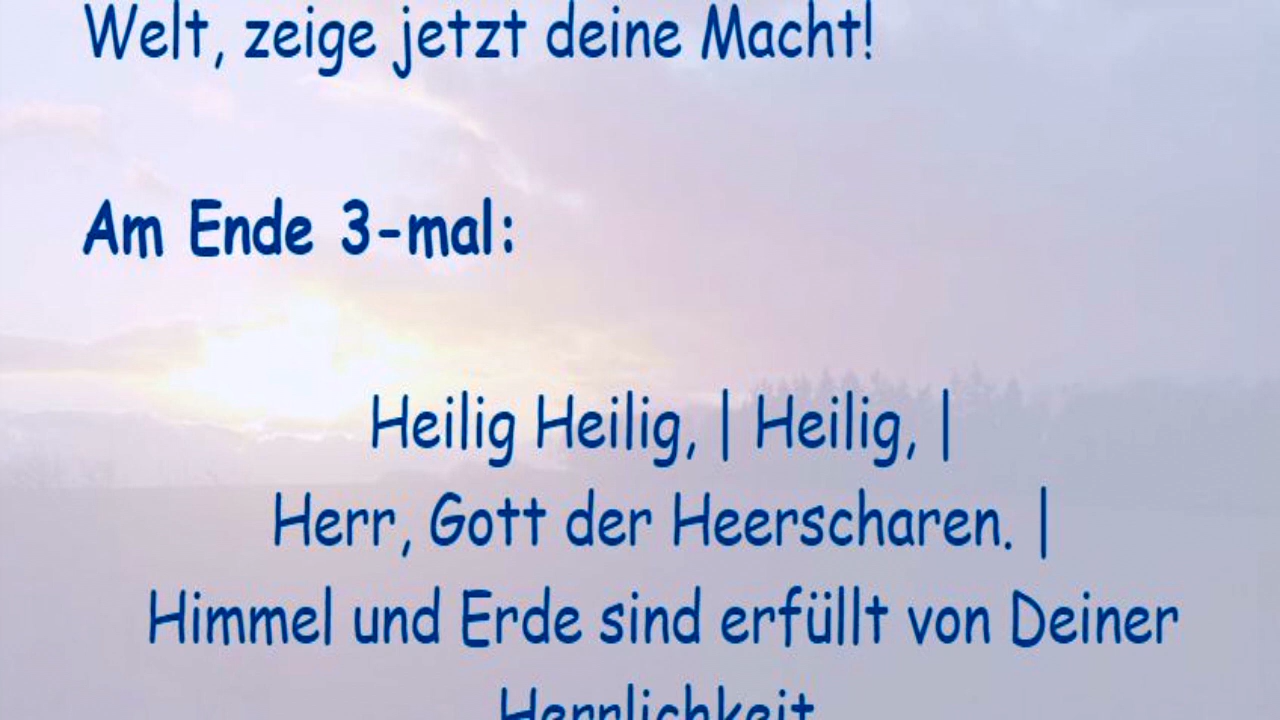 Welt, zeige jetzt deine Macht!
Am Ende 3-mal:
Heilig Heilig, | Heilig, |
Herr, Gott der Heerscharen. |
Himmel und Erde sind erfüllt von Deiner
Herrlichkeit